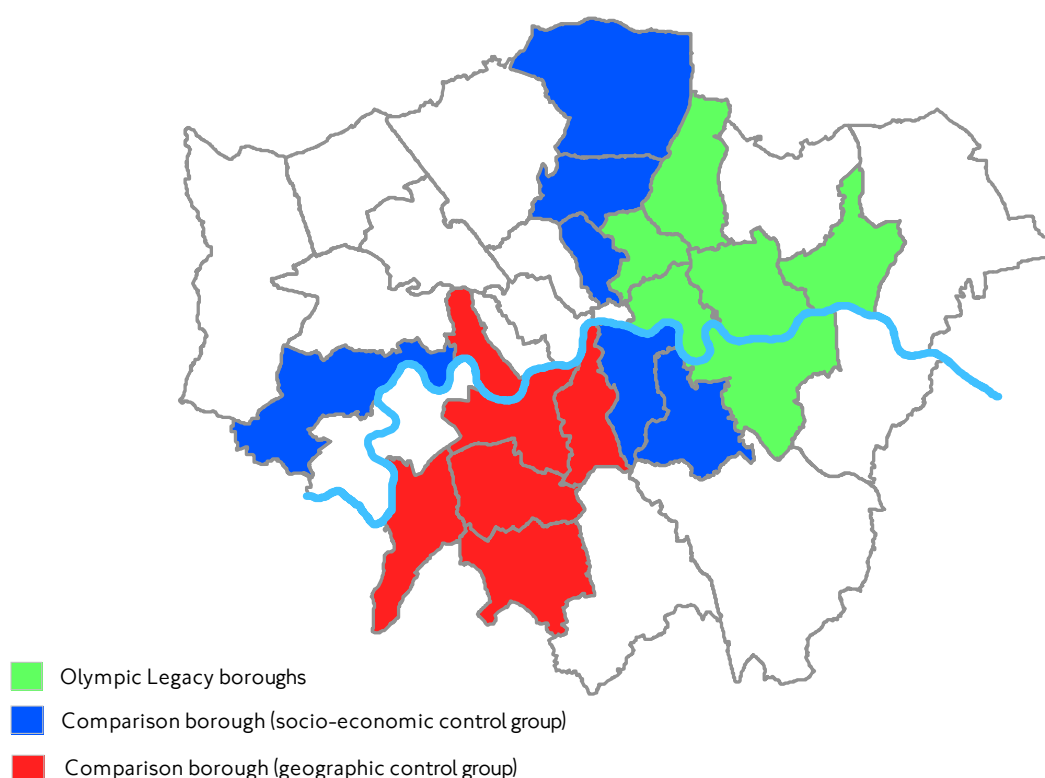 Olympic Legacy boroughs
Comparison borough (socio-economic control group)
Comparison borough (geographic control group)